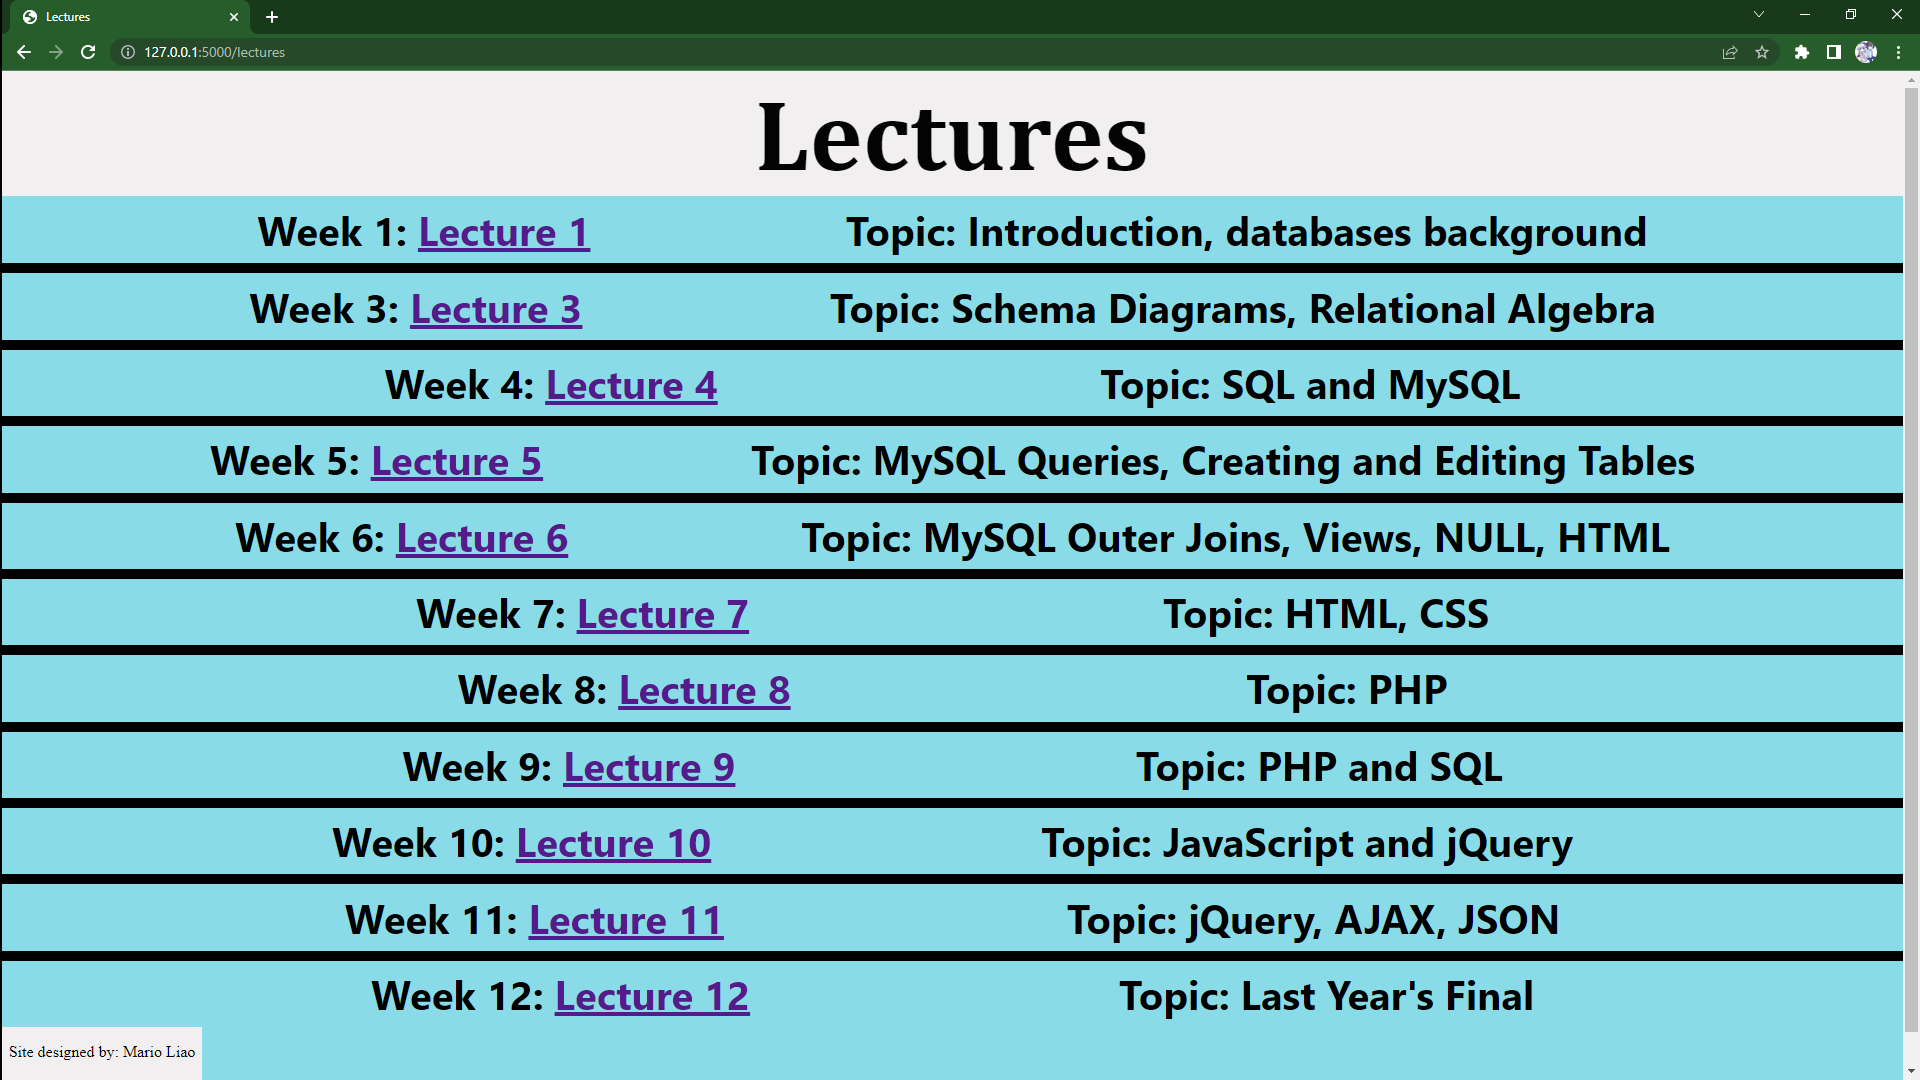 Lectures
127.0.0.1:5000/lectures
Lectures
Week 1: Lecture 1 Topic: Introduction, databases background
Week 3: Lecture 3 Topic: Schema Diagrams, Relational Algebra
Week 4: Lecture 4 Topic: SQL and MySQL
Week 5: Lecture 5 Topic: MySQL Queries, Creating and Editing Tables
Week 6: Lecture 6 Topic: MySQL Outer Joins, Views, NULL, HTML
Week 7: Lecture 7 Topic: HTML, CSS
Week 8: Lecture 8 Topic: PHP
Week 9: Lecture 9 Topic: PHP and SQL
Week 10: Lecture 10 Topic: JavaScript and jQuery
Week 11: Lecture 11 Topic: jQuery, AJAX, JSON
Week 12: Lecture 12 Topic: Last Year's Final
Site designed by: Mario Liao